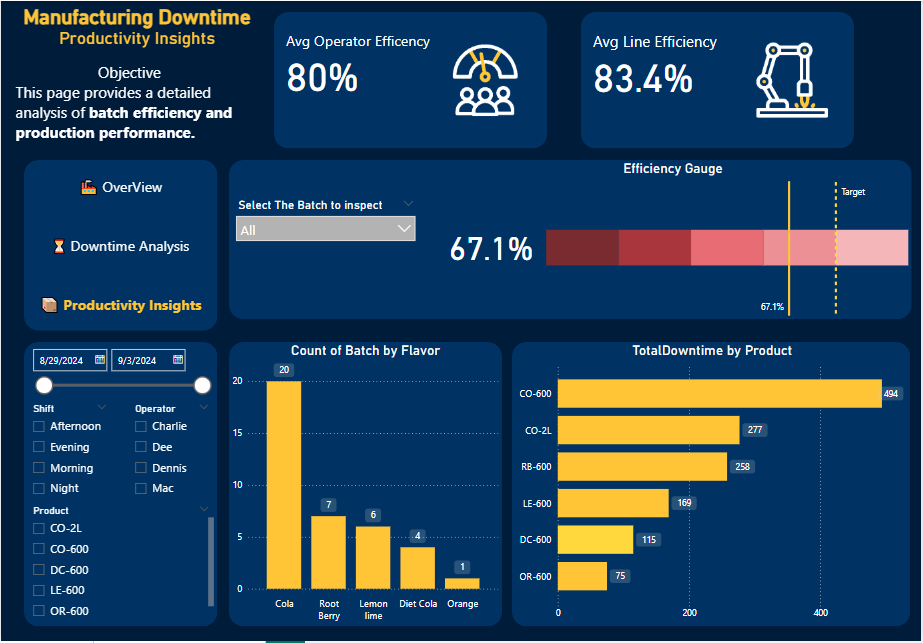 Manufacturing Downtime
Productivity Insights
Objective
This page provides a detailed
analysis of batch efficiency and
production performance.
Avg Operator Efficency
80%
Avg Line Efficiency
83.4%
OverView
Downtime Analysis
Productivity Insights
Efficiency Gauge
Select The Batch to inspect
All
67.1%
Target
67.1%
8/29/2024
9/3/2024
Shift
Afternoon
Evening
Morning
Night
Operator
Charlie
Dee
Dennis
Mac
Product
CO-2L
CO-600
DC-600
LE-600
OR-600
Count of Batch by Flavor
20
15
10
5
0
20
7
6
4
1
Cola
Root
Berry
Lemon
lime
Diet Cola
Orange
TotalDowntime by Product
CO-600
494
CO-2L
277
RB-600
258
LE-600
169
DC-600
115
OR-600
75
0
200
400